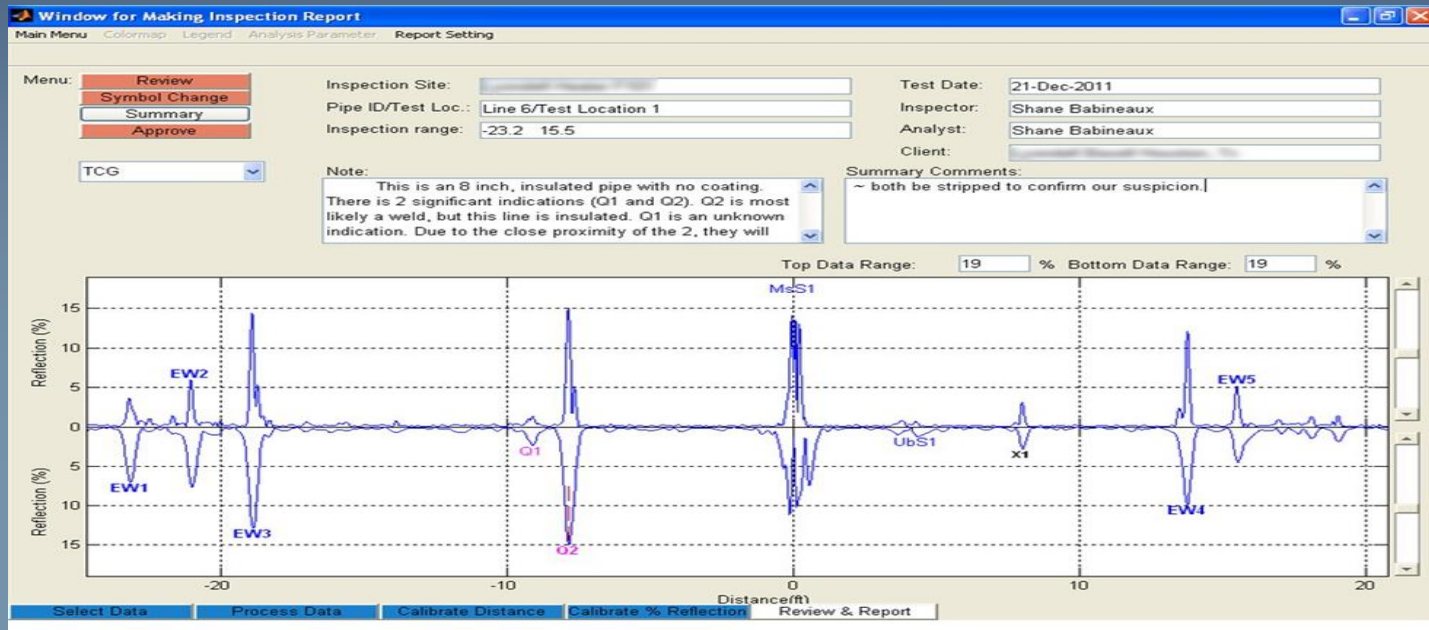 Window for Making Inspection Report
Main Menu Colormap Legend Analysis Parameter Report Setting
Menu:
Review
Symbol Change
Summary
Approve
TCG
Inspection Site:
Pipe ID/Test Loc.: Line 6/Test Location 1
Inspection range: -23.2 15.5
Test Date: 21-Dec-2011
Inspector: Shane Babineaux
Analyst: Shane Babineaux
Client:
Note:
This is an 8 inch, insulated pipe with no coating.
There is 2 significant indications (Q1 and Q2). Q2 is most
likely a weld, but this line is insulated. Q1 is an unknown
indication. Due to the close proximity of the 2, they will
Summary Comments:
~ both be stripped to confirm our suspicion.
Top Data Range: 19 % Bottom Data Range: 19 %
MsS1
Reflection (%)
15
10
5
0
5
10
15
Reflection (%)
EW2
EW5
Q1
UbS1
X1
EW1
EW3
Q2
EW4
-20 -10 0 10 20
Distance(ft)
Select Data Process Data Calibrate Distance Calibrate % Reflection Review & Report